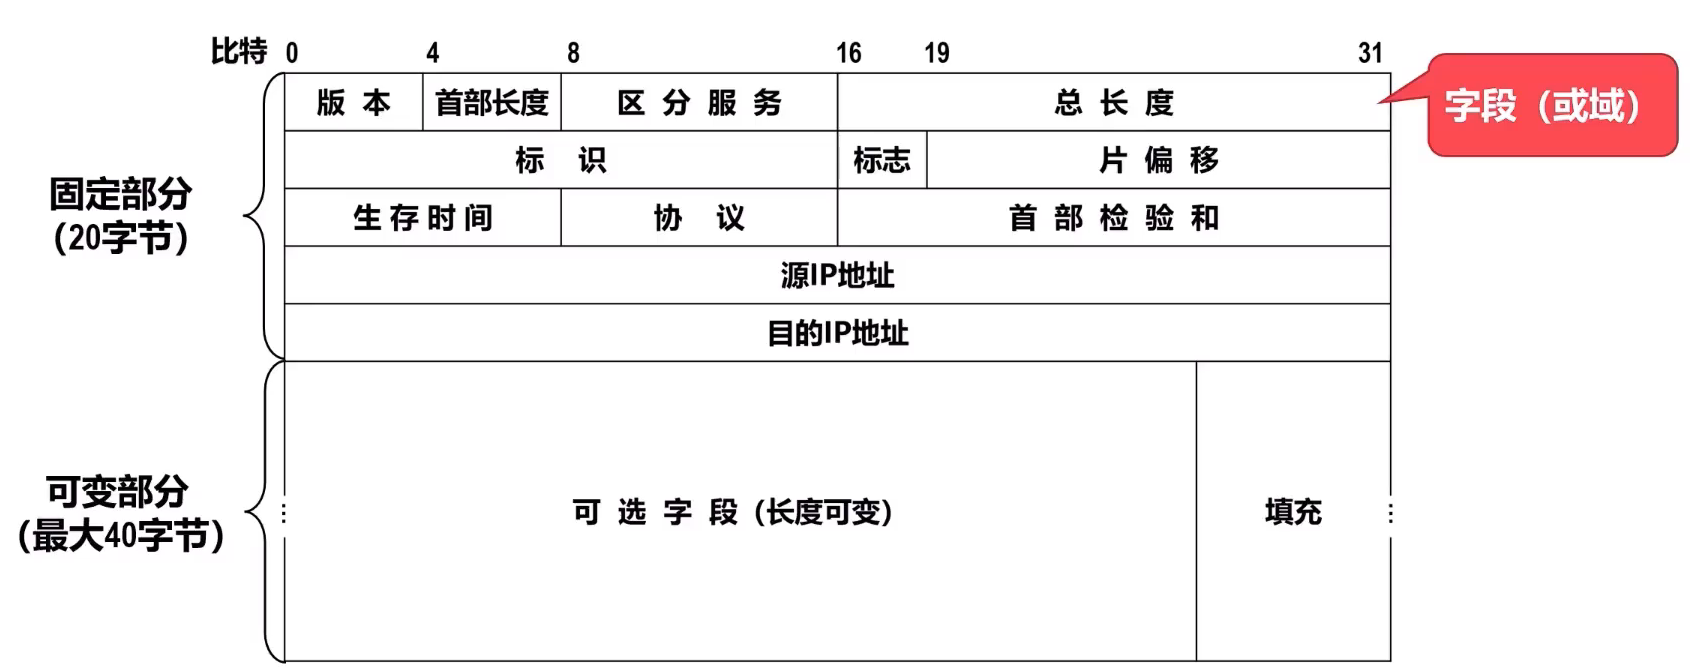 比特 0 4 8 16 19 31
版本 首部长度 区分服务 总长度
字段（或域）
标识 标志 片偏移
固定部分
（20字节）
生存时间 协议 首部检验和
源IP地址
目的IP地址
可变部分
（最大40字节）
可选字段（长度可变） 填充